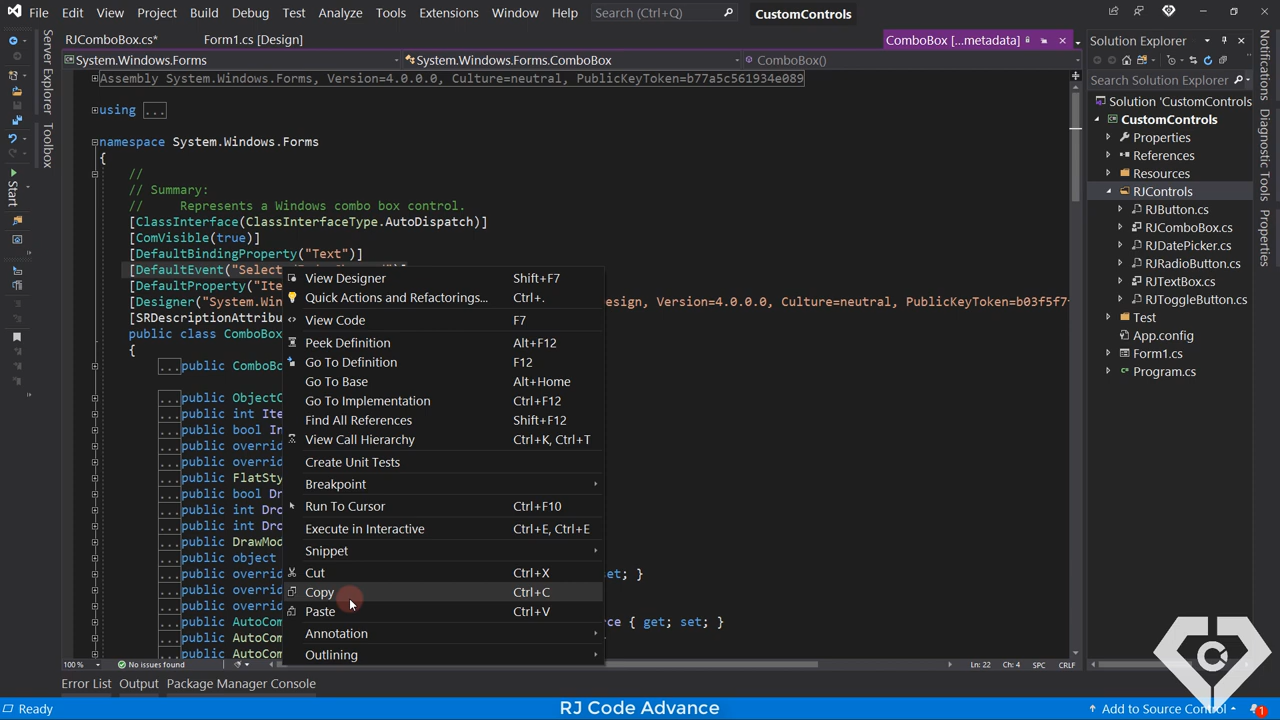 File Edit View Project Build Debug Test Analyze Tools Extensions Window Help Search (Ctrl+Q) CustomControls
RJComboBox.cs* Form1.cs [Design] ComboBox [...metadata] Solution Explorer
System.Windows.Forms System.Windows.Forms.ComboBox ComboBox()
Search Solution Explorer
Server Explorer
Toolbox
Start
Notifications
Diagnostic Tools
Properties
Assembly System.Windows.Forms, Version=4.0.0.0, Culture=neutral, PublicKeyToken=b77a5c561934e089
using ...
namespace System.Windows.Forms
{
//
// Summary:
// Represents a Windows combo box control.
[ClassInterface(ClassInterfaceType.AutoDispatch)]
[ComVisible(true)]
[DefaultBindingProperty("Text")]
[DefaultEvent("Select
[DefaultProperty("Ite
[Designer("System.Win esign, Version=4.0.0.0, Culture=neutral, PublicKeyToken=b03f5f7
[SRDescriptionAttribu
public class ComboBox
{
... public ComboBo
... public ObjectC
... public int Ite
... public bool In
... public overrid
... public overrid
... public FlatSty
... public bool Dr
... public int Dro
... public int Dro
... public DrawMod
... public object
... public overrid set; }
... public overrid
... public overrid
... public AutoCom rce { get; set; }
... public AutoCom
... public AutoCom
View Designer Shift+F7
Quick Actions and Refactorings... Ctrl+.
View Code F7
Peek Definition Alt+F12
Go To Definition F12
Go To Base Alt+Home
Go To Implementation Ctrl+F12
Find All References Shift+F12
View Call Hierarchy Ctrl+K, Ctrl+T
Create Unit Tests
Breakpoint
Run To Cursor Ctrl+F10
Execute in Interactive Ctrl+E, Ctrl+E
Snippet
Cut Ctrl+X
Copy Ctrl+C
Paste Ctrl+V
Annotation
Outlining
Solution 'CustomControls
CustomControls
Properties
References
Resources
RJControls
RJButton.cs
RJComboBox.cs
RJDatePicker.cs
RJRadioButton.cs
RJTextBox.cs
RJToggleButton.cs
Test
App.config
Form1.cs
Program.cs
100 % No issues found Ln: 22 Ch: 4 SPC CRLF
Error List Output Package Manager Console
Ready RJ Code Advance Add to Source Control 1